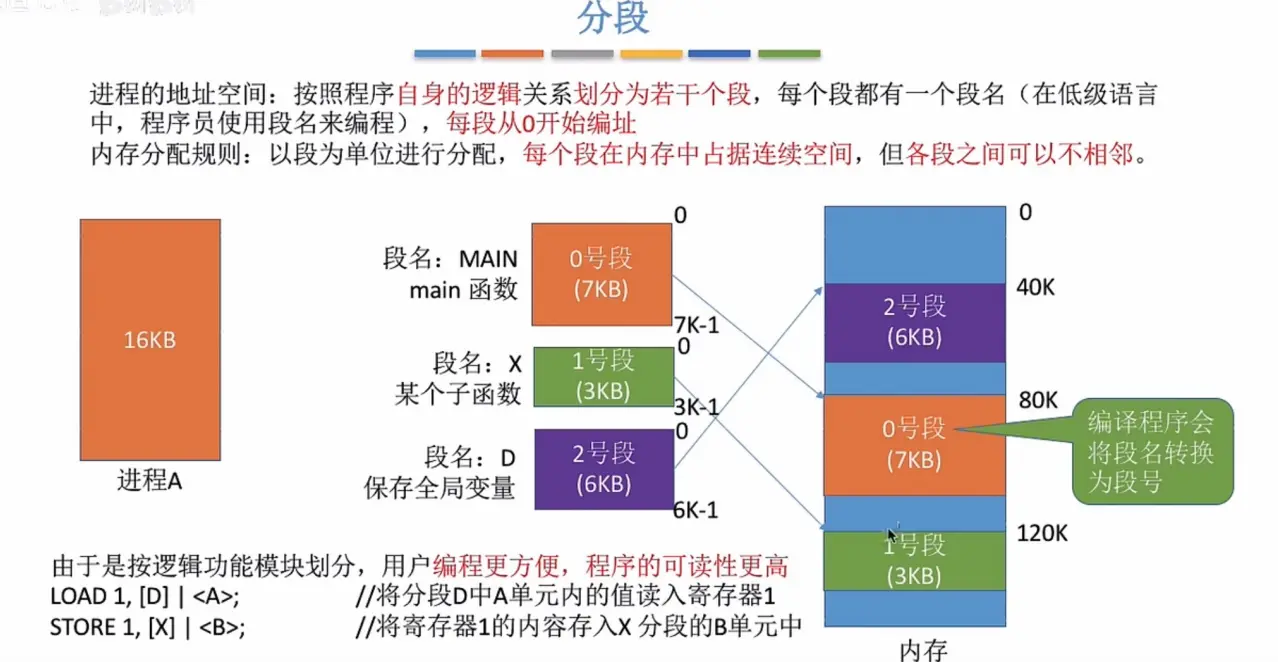 分段
进程的地址空间：按照程序自身的逻辑关系划分为若干个段，每个段都有一个段名（在低级语言
中，程序员使用段名来编程），每段从0开始编址
内存分配规则：以段为单位进行分配，每个段在内存中占据连续空间，但各段之间可以不相邻。
16KB
进程A
段名：MAIN
main 函数
0号段
(7KB)
0
7K-1
段名：X
某个子函数
1号段
(3KB)
0
3K-1
段名：D
保存全局变量
2号段
(6KB)
0
6K-1
0
40K
2号段
(6KB)
80K
0号段
(7KB)
120K
1号段
(3KB)
内存
编译程序会
将段名转换
为段号
由于是按逻辑功能模块划分，用户编程更方便，程序的可读性更高
LOAD 1, [D] | <A>; //将分段D中A单元内的值读入寄存器1
STORE 1, [X] | <B>; //将寄存器1的内容存入X 分段的B单元中